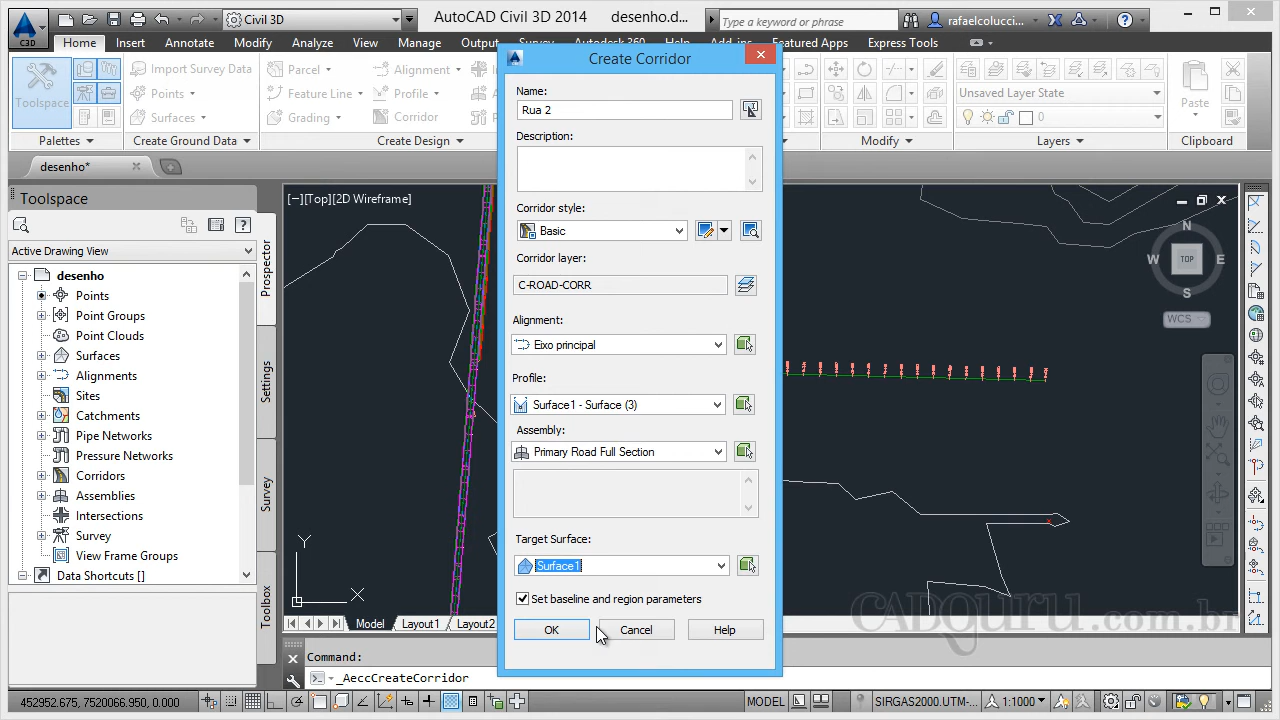 Civil 3D
AutoCAD Civil 3D 2014
desenho.d...
Type a keyword or phrase
rafaelcolucci...
C3D
Home
Insert
Annotate
Modify
Analyze
View
Manage
Output
Featured Apps
Express Tools
Toolspace
Import Survey Data
Points
Surfaces
Parcel
Feature Line
Grading
Alignment
Profile
Corridor
Unsaved Layer State
0
Paste
Palettes
Create Ground Data
Create Design
Modify
Layers
Clipboard
desenho*
Toolspace
Active Drawing View
desenho
Points
Point Groups
Point Clouds
Surfaces
Alignments
Sites
Catchments
Pipe Networks
Pressure Networks
Corridors
Assemblies
Intersections
Survey
View Frame Groups
Data Shortcuts []
Prospector
Settings
Survey
Toolbox
[−][Top][2D Wireframe]
Y
X
N
W
TOP
E
S
WCS
Create Corridor
Name:
Rua 2
Description:
Corridor style:
Basic
Corridor layer:
C-ROAD-CORR
Alignment:
Eixo principal
Profile:
Surface1 - Surface (3)
Assembly:
Primary Road Full Section
Target Surface:
Surface1
Set baseline and region parameters
OK
Cancel
Help
CADguru.com.br
Model
Layout1
Layout2
Command:
_AeccCreateCorridor
452952.675, 7520066.950, 0.000
MODEL
SIRGAS2000.UTM-...
1:1000